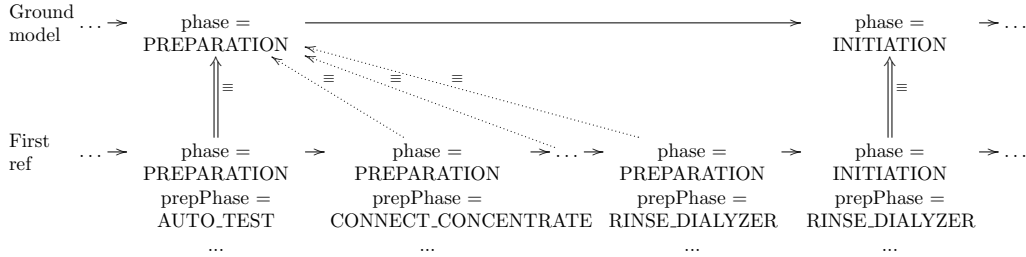 Ground model ... phase = PREPARATION phase = INITIATION ...
≡ ≡ ≡ ≡ ≡
First ref ... phase = PREPARATION phase = PREPARATION ... phase = PREPARATION phase = INITIATION ...
prepPhase = AUTO_TEST prepPhase = CONNECT_CONCENTRATE prepPhase = RINSE_DIALYZER prepPhase = RINSE_DIALYZER
... ... ... ...